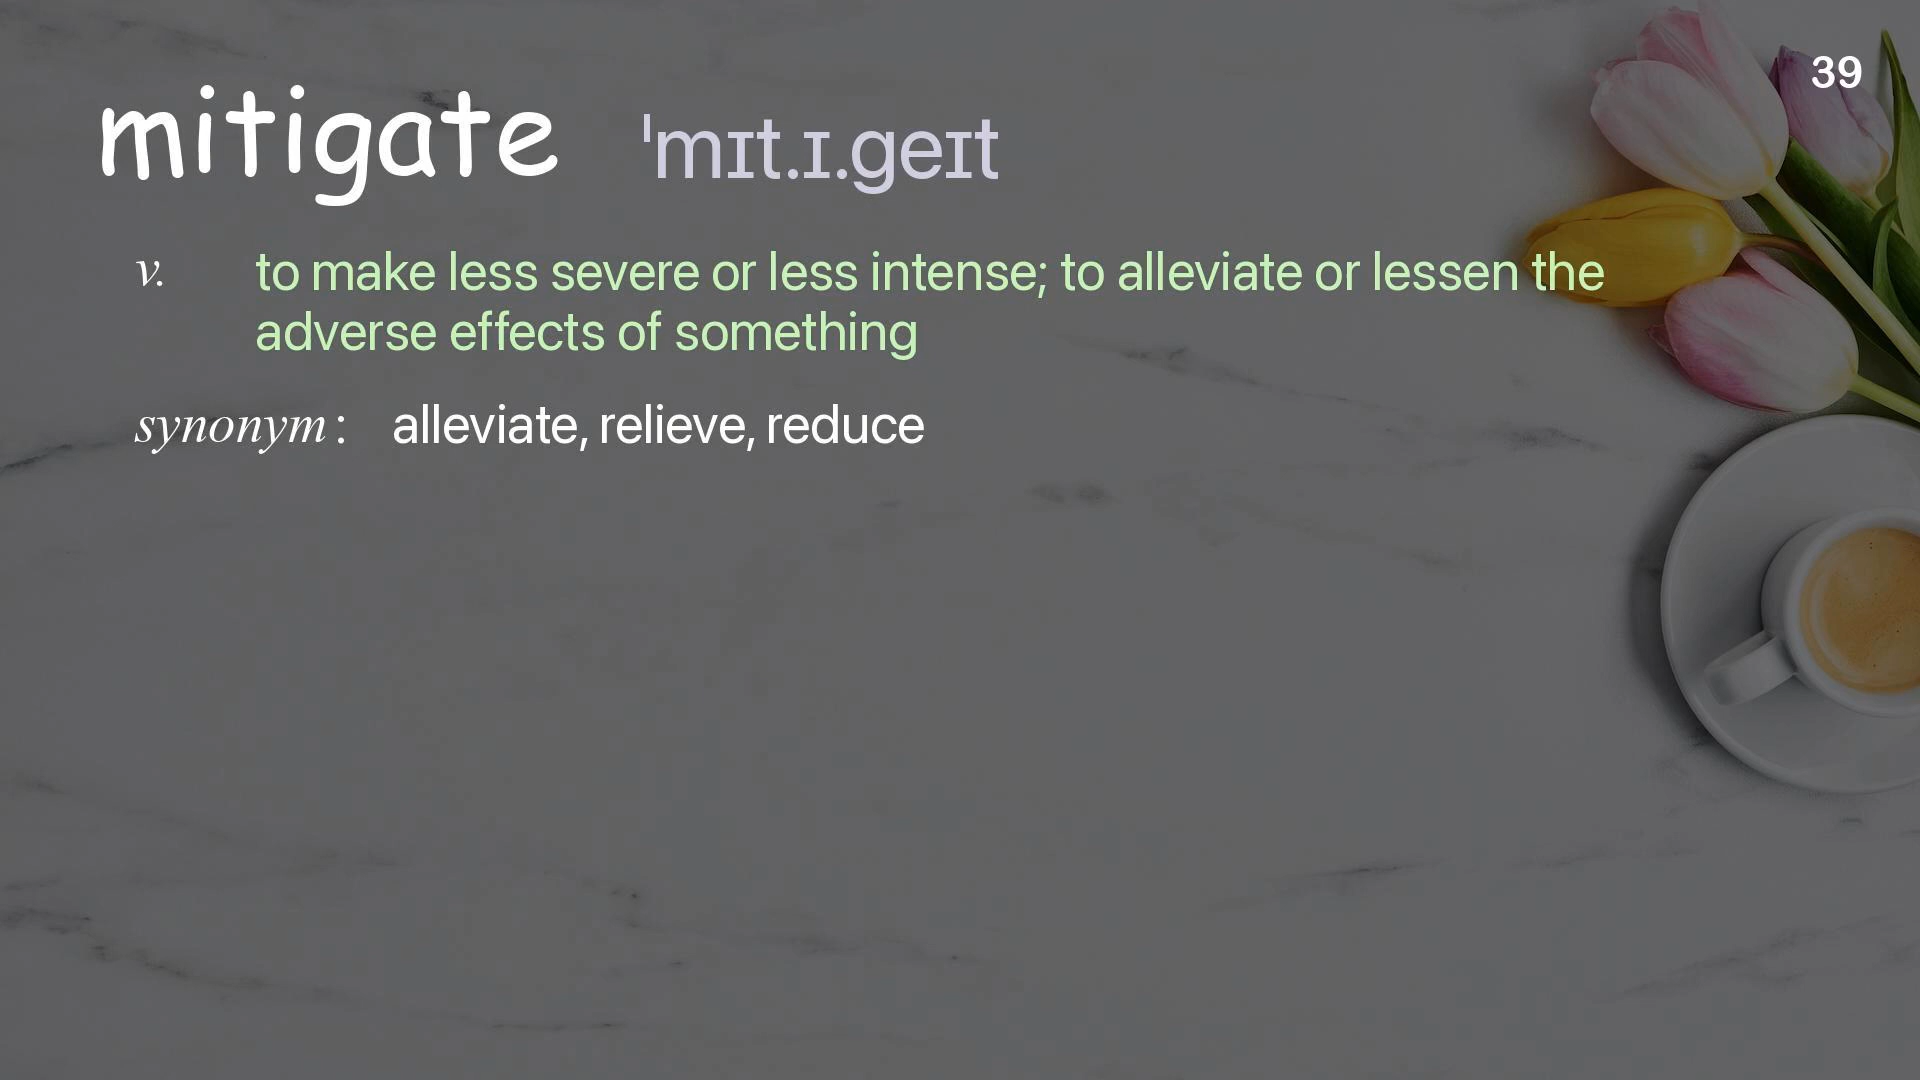 39
mitigate ˈmɪt.ɪ.geɪt
v. to make less severe or less intense; to alleviate or lessen the
adverse effects of something
synonym : alleviate, relieve, reduce